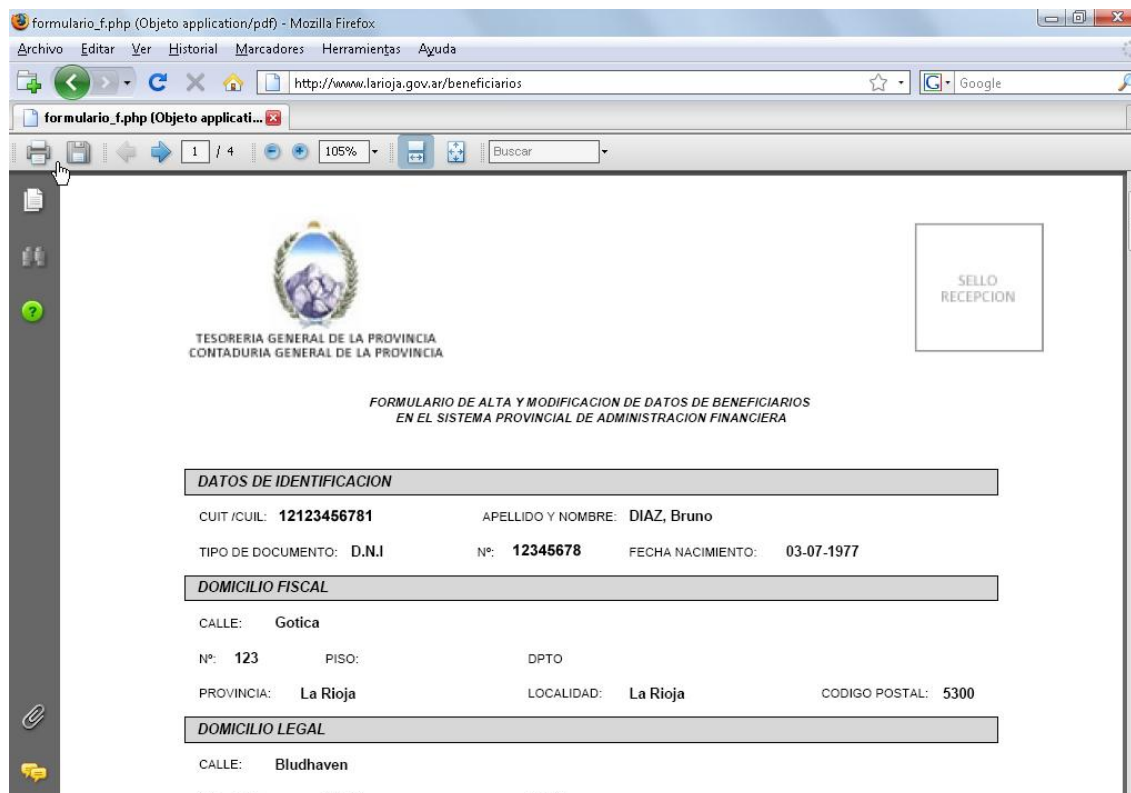 formulario_f.php (Objeto application/pdf) - Mozilla Firefox
Archivo Editar Ver Historial Marcadores Herramientas Ayuda
http://www.larioja.gov.ar/beneficiarios G Google
formulario_f.php (Objeto applicati...
1 / 4 105% Buscar
SELLO
RECEPCION
TESORERIA GENERAL DE LA PROVINCIA
CONTADURIA GENERAL DE LA PROVINCIA
FORMULARIO DE ALTA Y MODIFICACION DE DATOS DE BENEFICIARIOS
EN EL SISTEMA PROVINCIAL DE ADMINISTRACION FINANCIERA
DATOS DE IDENTIFICACION
CUIT /CUIL: 12123456781 APELLIDO Y NOMBRE: DIAZ, Bruno
TIPO DE DOCUMENTO: D.N.I Nº: 12345678 FECHA NACIMIENTO: 03-07-1977
DOMICILIO FISCAL
CALLE: Gotica
Nº: 123 PISO: DPTO
PROVINCIA: La Rioja LOCALIDAD: La Rioja CODIGO POSTAL: 5300
DOMICILIO LEGAL
CALLE: Bludhaven